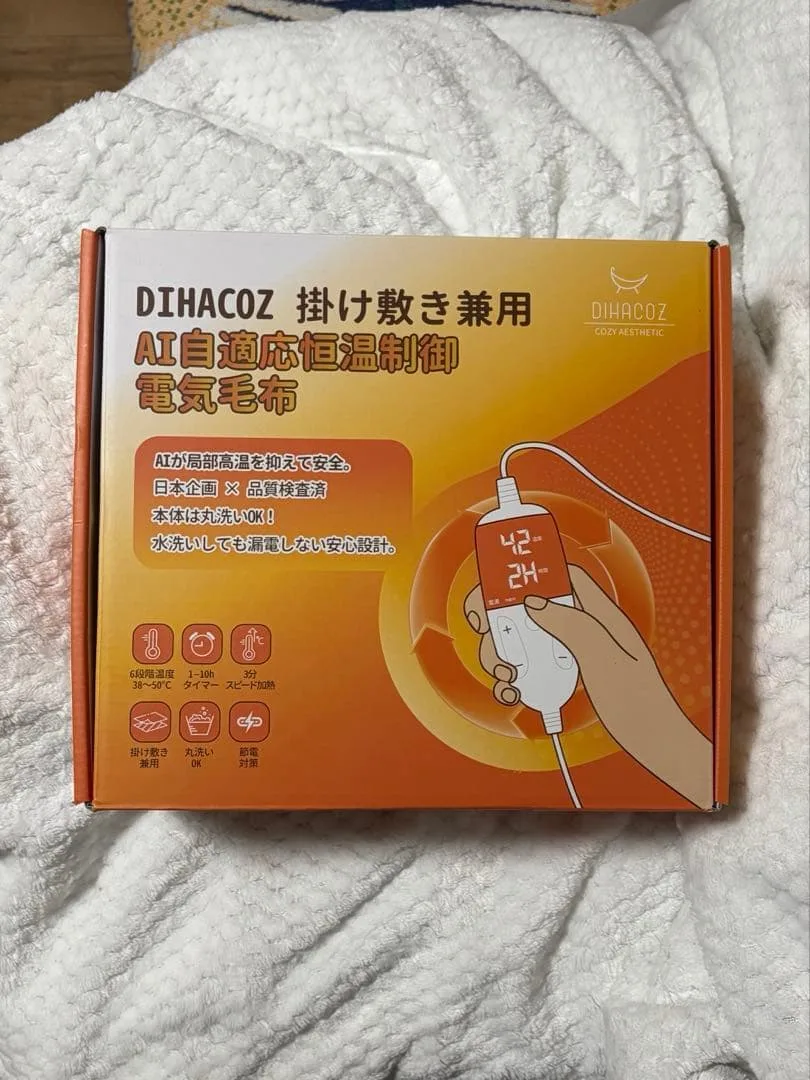 DIHACOZ 掛け敷き兼用
AI自適応恒温制御
電気毛布
DIHACOZ
COZY AESTHETIC
AIが局部高温を抑えて安全。
日本企画 × 品質検査済
本体は丸洗いOK!
水洗いしても漏電しない安心設計。
42
2H
+
−
6段階温度
38~50°C
1-10h
タイマー
3分
スピード加熱
掛け敷き
兼用
丸洗い
OK
節電
対策